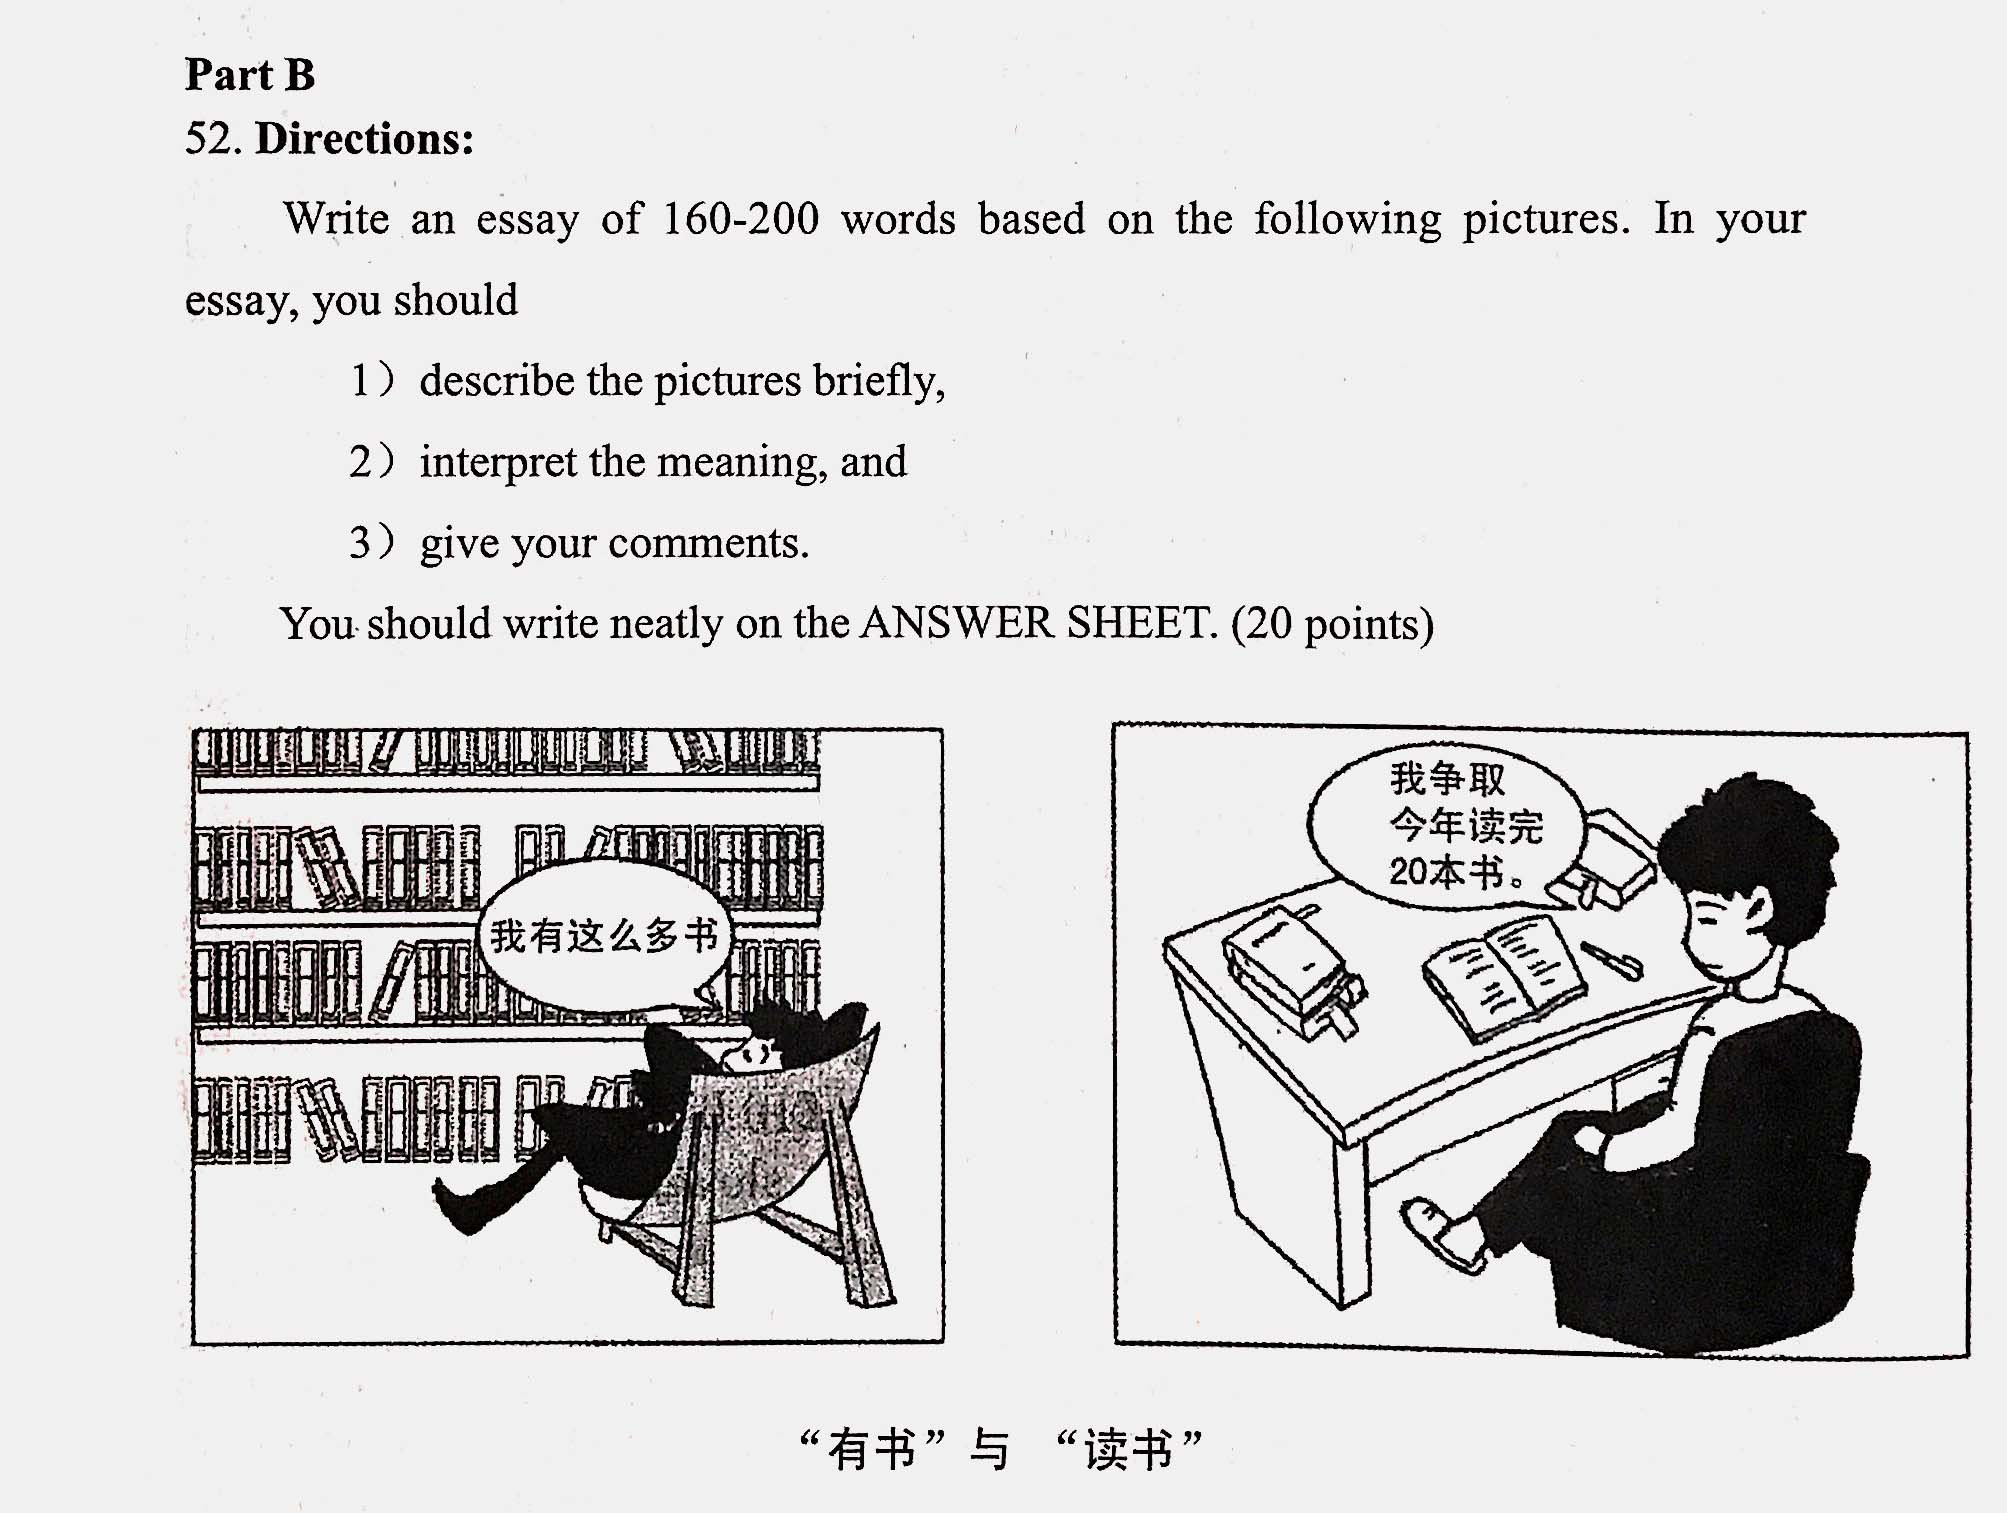 Part B
52. Directions:
Write an essay of 160-200 words based on the following pictures. In your
essay, you should
1）describe the pictures briefly,
2）interpret the meaning, and
3）give your comments.
You should write neatly on the ANSWER SHEET. (20 points)
我有这么多书
我争取
今年读完
20本书。
“有书”与 “读书”